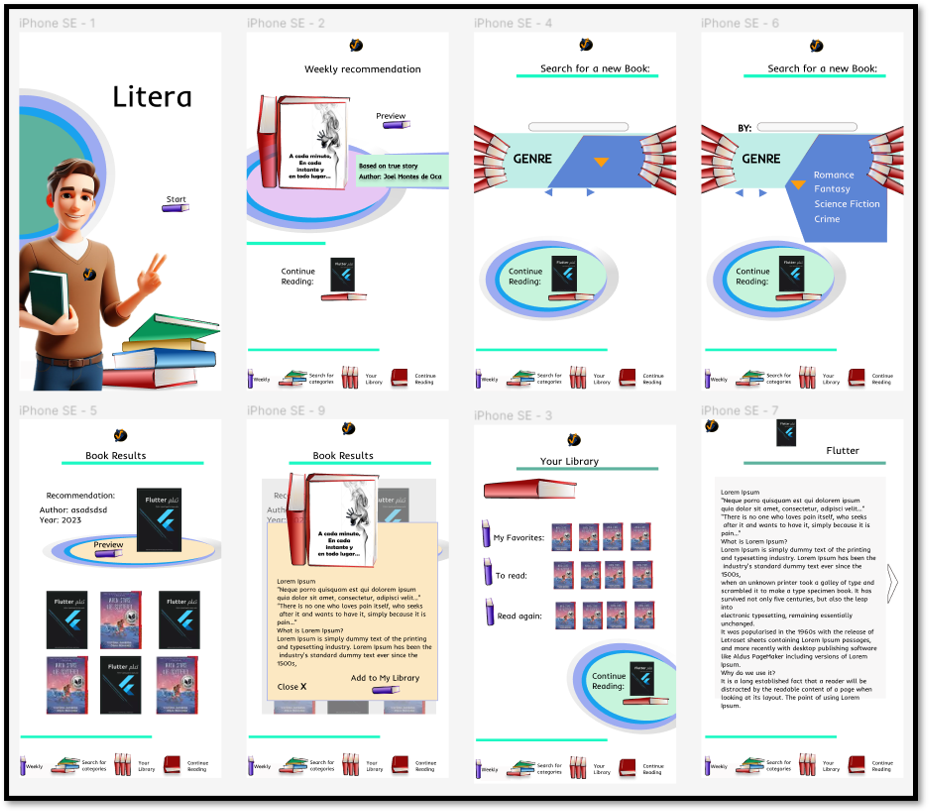 iPhone SE - 1
Litera
Start
iPhone SE - 2
Weekly recommendation
Preview
A cada minuto,
En cada
instante y
en todo lugar...
Based on true story
Author: Joel Montes de Oca
Continue
Reading:
Weekly
Search for
categories
Your
Library
Continue
Reading
iPhone SE - 4
Search for a new Book:
GENRE
Continue
Reading:
Weekly
Search for
categories
Your
Library
Continue
Reading
iPhone SE - 6
Search for a new Book:
BY:
GENRE
Romance
Fantasy
Science Fiction
Crime
Continue
Reading:
Weekly
Search for
categories
Your
Library
Continue
Reading
iPhone SE - 5
Book Results
Recommendation:
Author: asadsdsd
Year: 2023
Flutter
Preview
Flutter
Flutter
Flutter
Weekly
Search for
categories
Your
Library
Continue
Reading
iPhone SE - 9
Book Results
A cada minuto,
En cada
instante y
en todo lugar...
Lorem Ipsum
"Neque porro quisquam est qui dolorem ipsum
quia dolor sit amet, consectetur, adipisci velit..."
"There is no one who loves pain itself, who seeks
after it and wants to have it, simply because it is
pain..."
What is Lorem Ipsum?
Lorem Ipsum is simply dummy text of the printing
and typesetting industry. Lorem Ipsum has been the
industry's standard dummy text ever since the
1500s,
Add to My Library
Close X
Weekly
Search for
categories
Your
Library
Continue
Reading
iPhone SE - 3
Your Library
My Favorites:
To read:
Read again:
Continue
Reading:
Weekly
Search for
categories
Your
Library
Continue
Reading
iPhone SE - 7
Flutter
Lorem Ipsum
"Neque porro quisquam est qui dolorem ipsum
quia dolor sit amet, consectetur, adipisci velit..."
"There is no one who loves pain itself, who seeks
after it and wants to have it, simply because it is
pain..."
What is Lorem Ipsum?
Lorem Ipsum is simply dummy text of the printing
and typesetting industry. Lorem Ipsum has been the
industry's standard dummy text ever since the
1500s,
when an unknown printer took a galley of type and
scrambled it to make a type specimen book. It has
survived not only five centuries, but also the leap
into
electronic typesetting, remaining essentially
unchanged.
It was popularised in the 1960s with the release of
Letraset sheets containing Lorem Ipsum passages,
and more recently with desktop publishing software
like Aldus PageMaker including versions of Lorem
Ipsum.
Why do we use it?
It is a long established fact that a reader will be
distracted by the readable content of a page when
looking at its layout. The point of using Lorem
Ipsum.
Weekly
Search for
categories
Your
Library
Continue
Reading